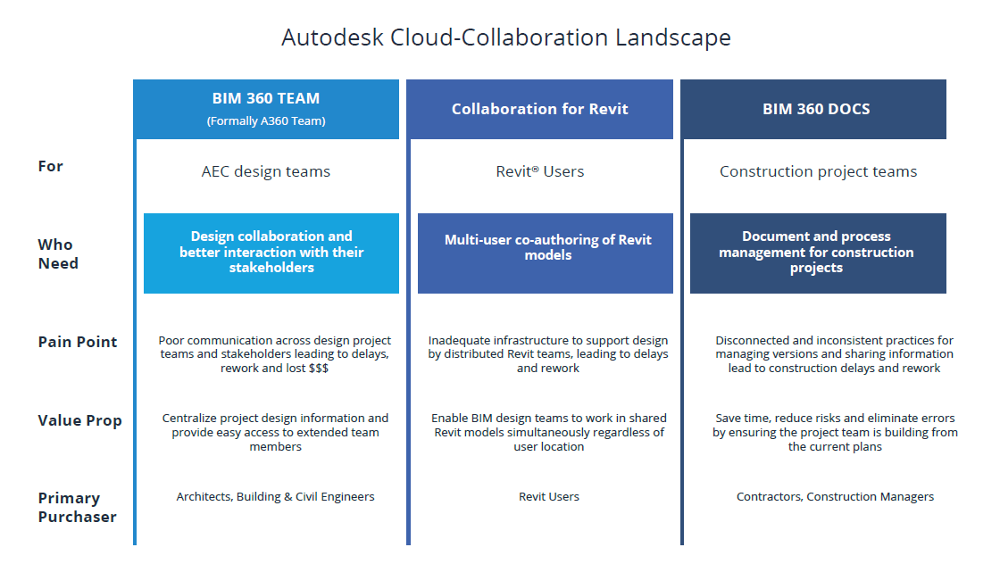 Autodesk Cloud-Collaboration Landscape
BIM 360 TEAM
(Formally A360 Team)
Collaboration for Revit
BIM 360 DOCS
For
AEC design teams
Revit® Users
Construction project teams
Who
Need
Design collaboration and
better interaction with their
stakeholders
Multi-user co-authoring of Revit
models
Document and process
management for construction
projects
Pain Point
Poor communication across design project
teams and stakeholders leading to delays,
rework and lost $$$
Inadequate infrastructure to support design
by distributed Revit teams, leading to delays
and rework
Disconnected and inconsistent practices for
managing versions and sharing information
lead to construction delays and rework
Value Prop
Centralize project design information and
provide easy access to extended team
members
Enable BIM design teams to work in shared
Revit models simultaneously regardless of
user location
Save time, reduce risks and eliminate errors
by ensuring the project team is building from
the current plans
Primary
Purchaser
Architects, Building & Civil Engineers
Revit Users
Contractors, Construction Managers